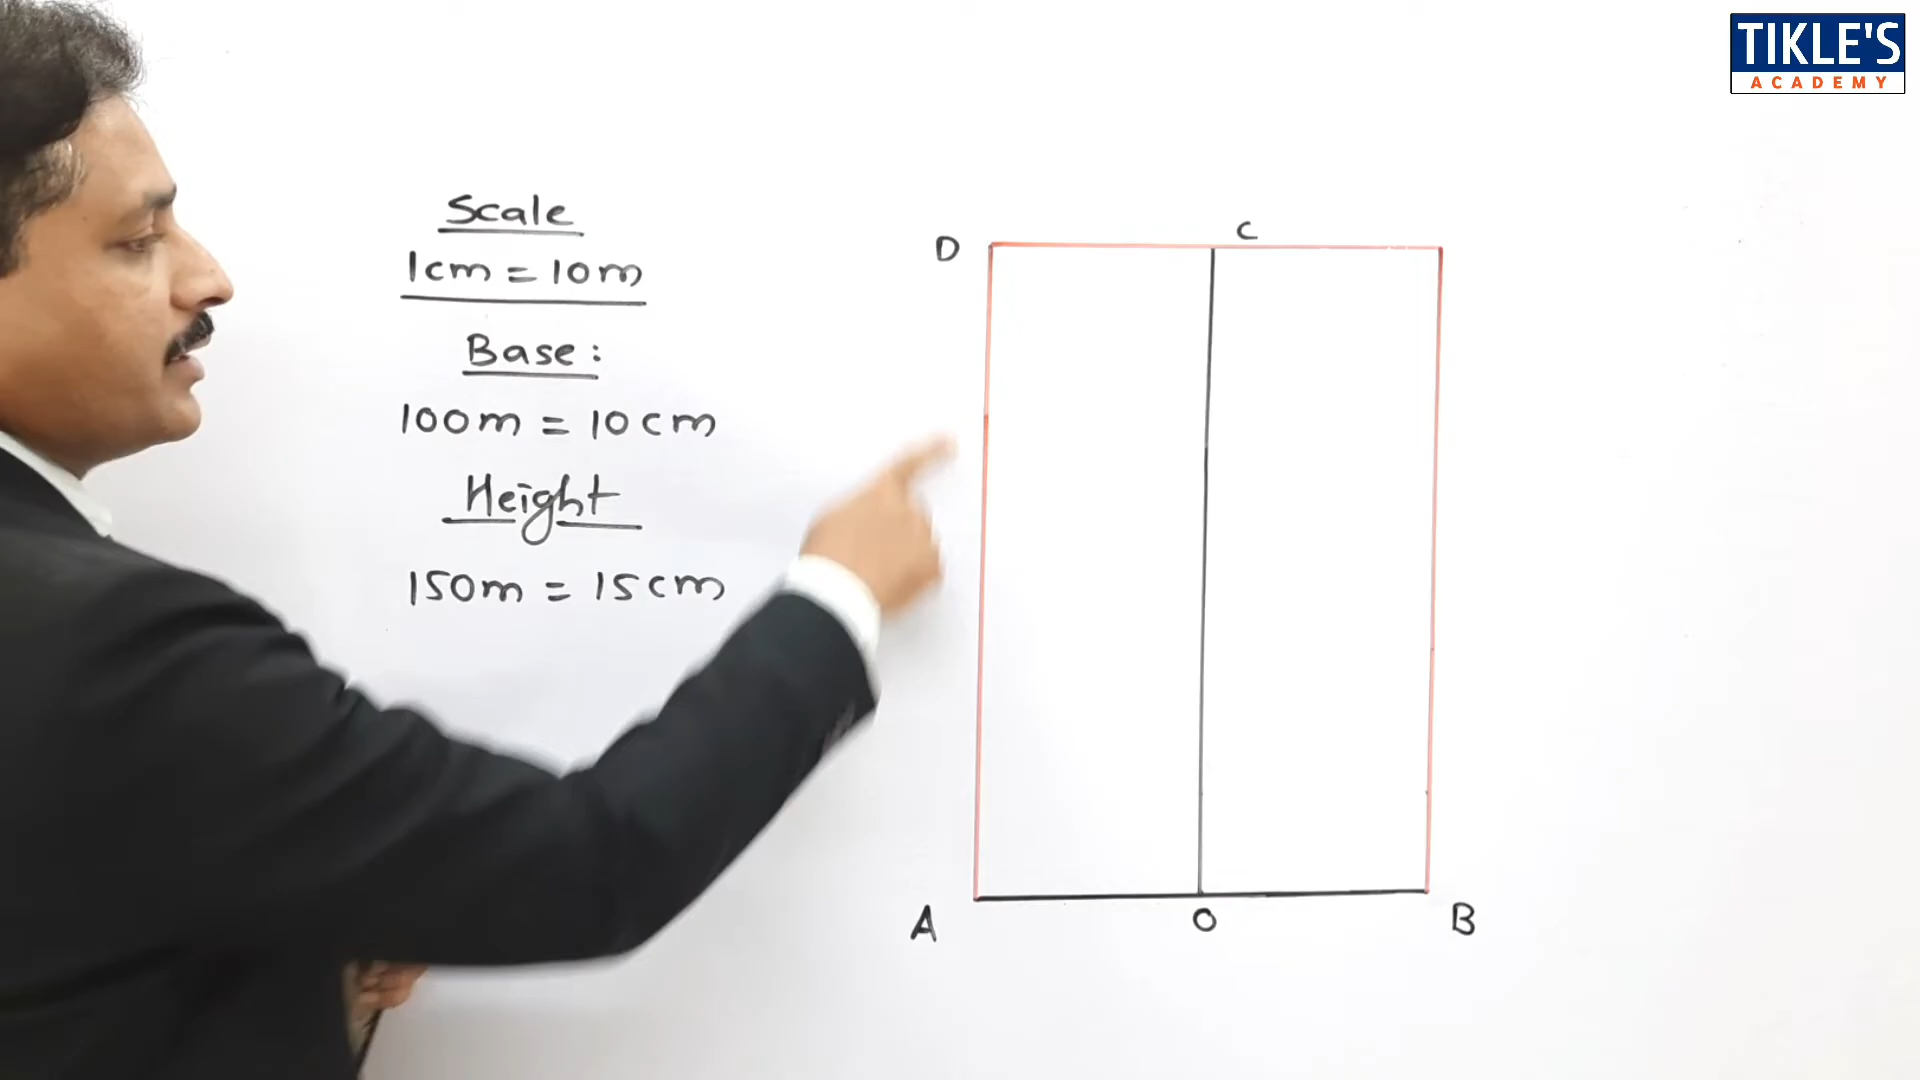 TIKLE'S
ACADEMY
Scale
1cm = 10m
Base:
100m = 10cm
Height
150m = 15cm
D
C
A
O
B